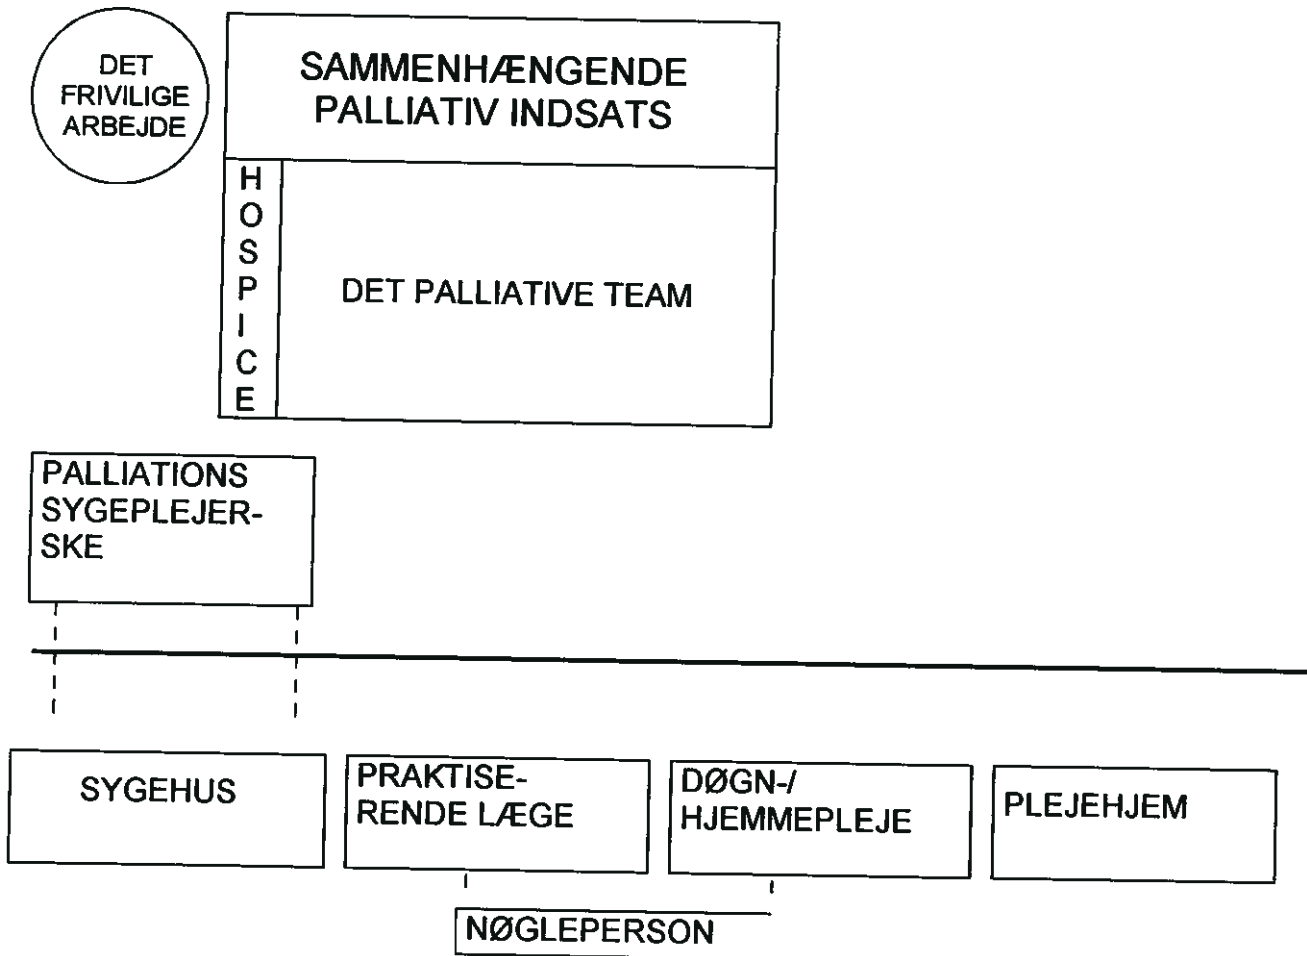 DET
FRIVILIGE
ARBEJDE
SAMMENHÆNGENDE
PALLIATIV INDSATS
H
O
S
P
I
C
E
DET PALLIATIVE TEAM
PALLIATIONS
SYGEPLEJER-
SKE
SYGEHUS
PRAKTISE-
RENDE LÆGE
DØGN-/
HJEMMEPLEJE
PLEJEHJEM
NØGLEPERSON